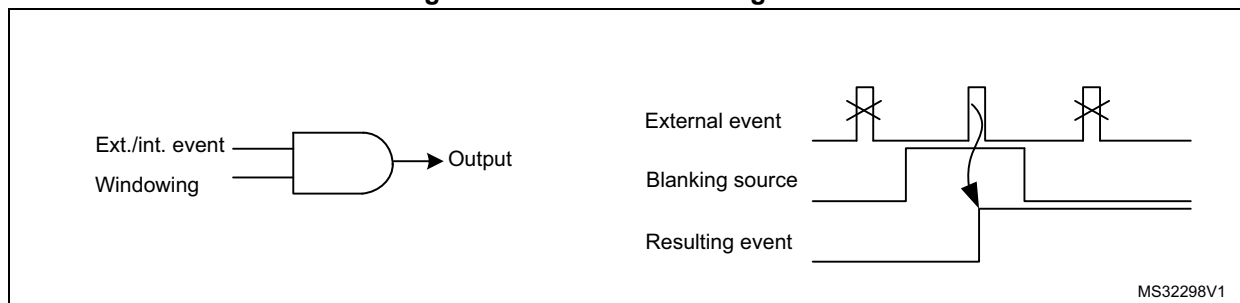 Ext./int. event
Windowing
Output
External event
Blanking source
Resulting event
MS32298V1